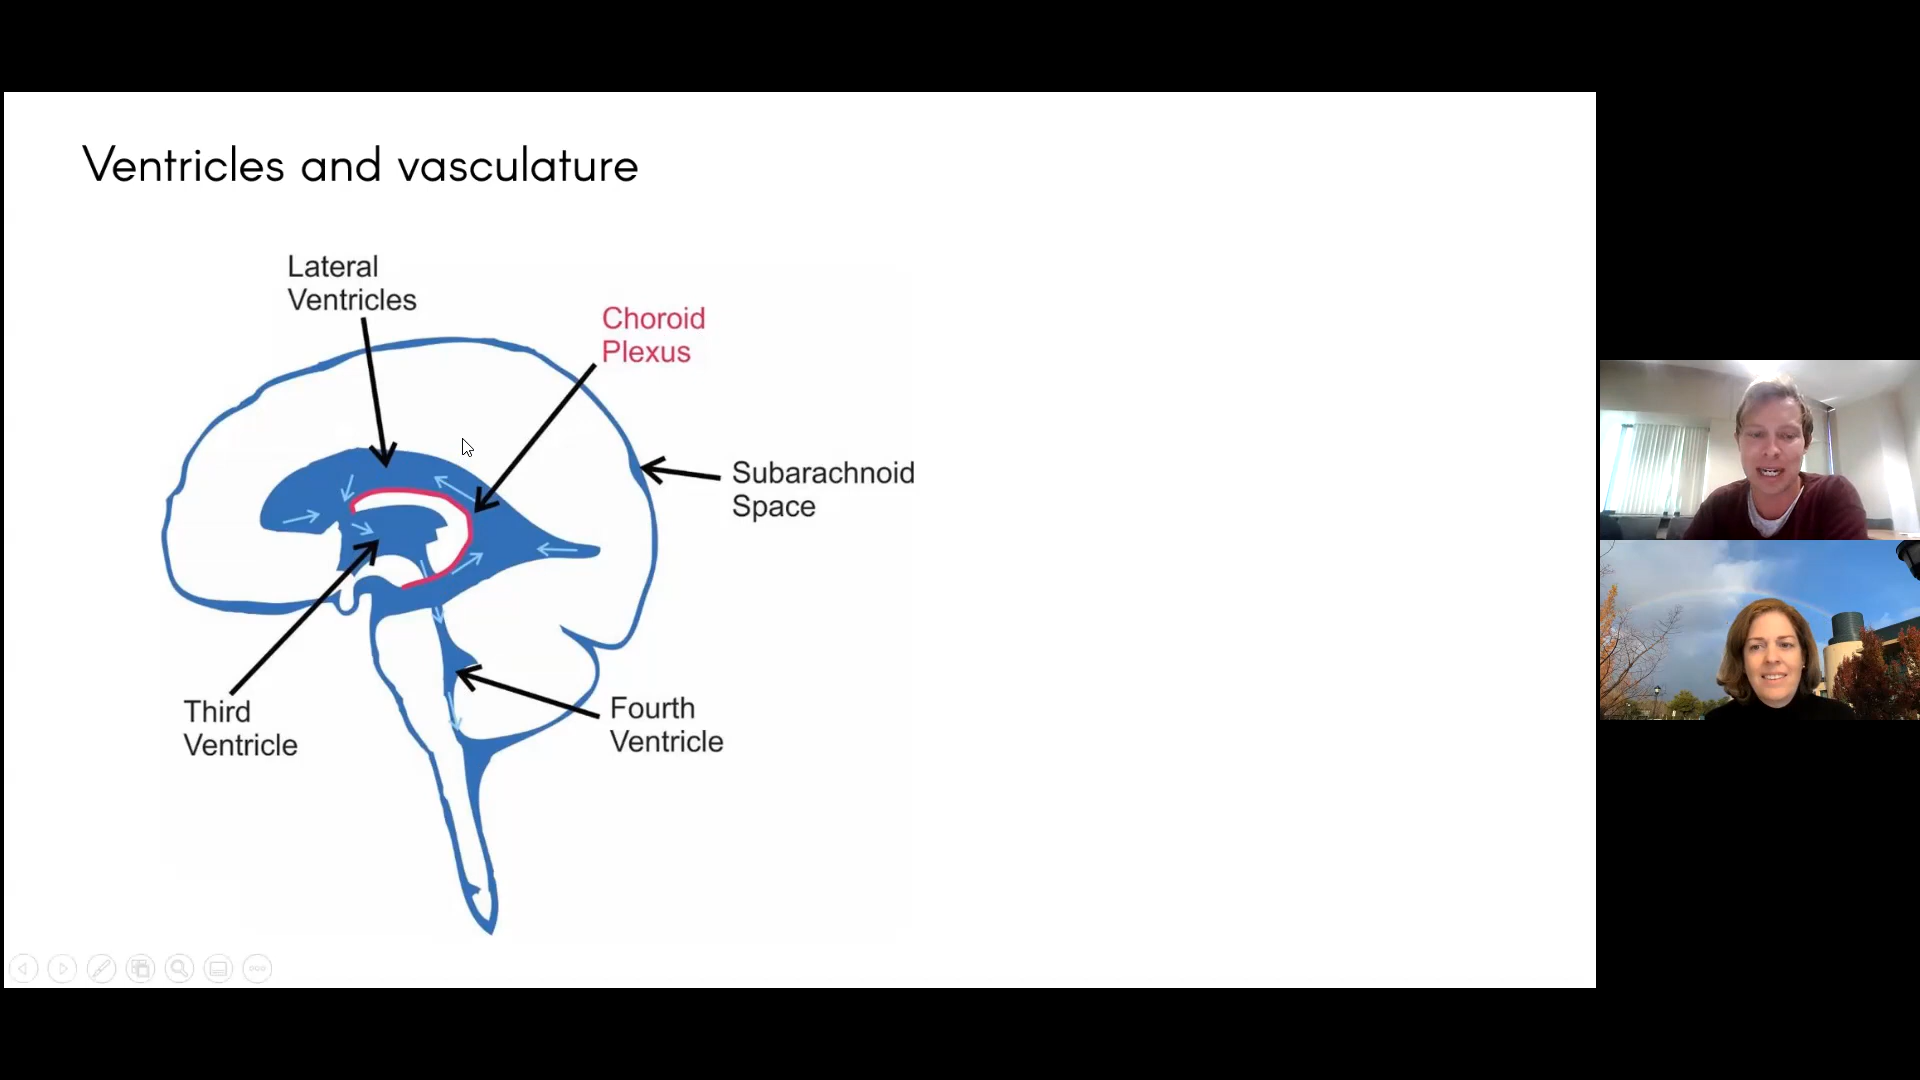 Ventricles and vasculature
Lateral
Ventricles
Choroid
Plexus
Subarachnoid
Space
Third
Ventricle
Fourth
Ventricle